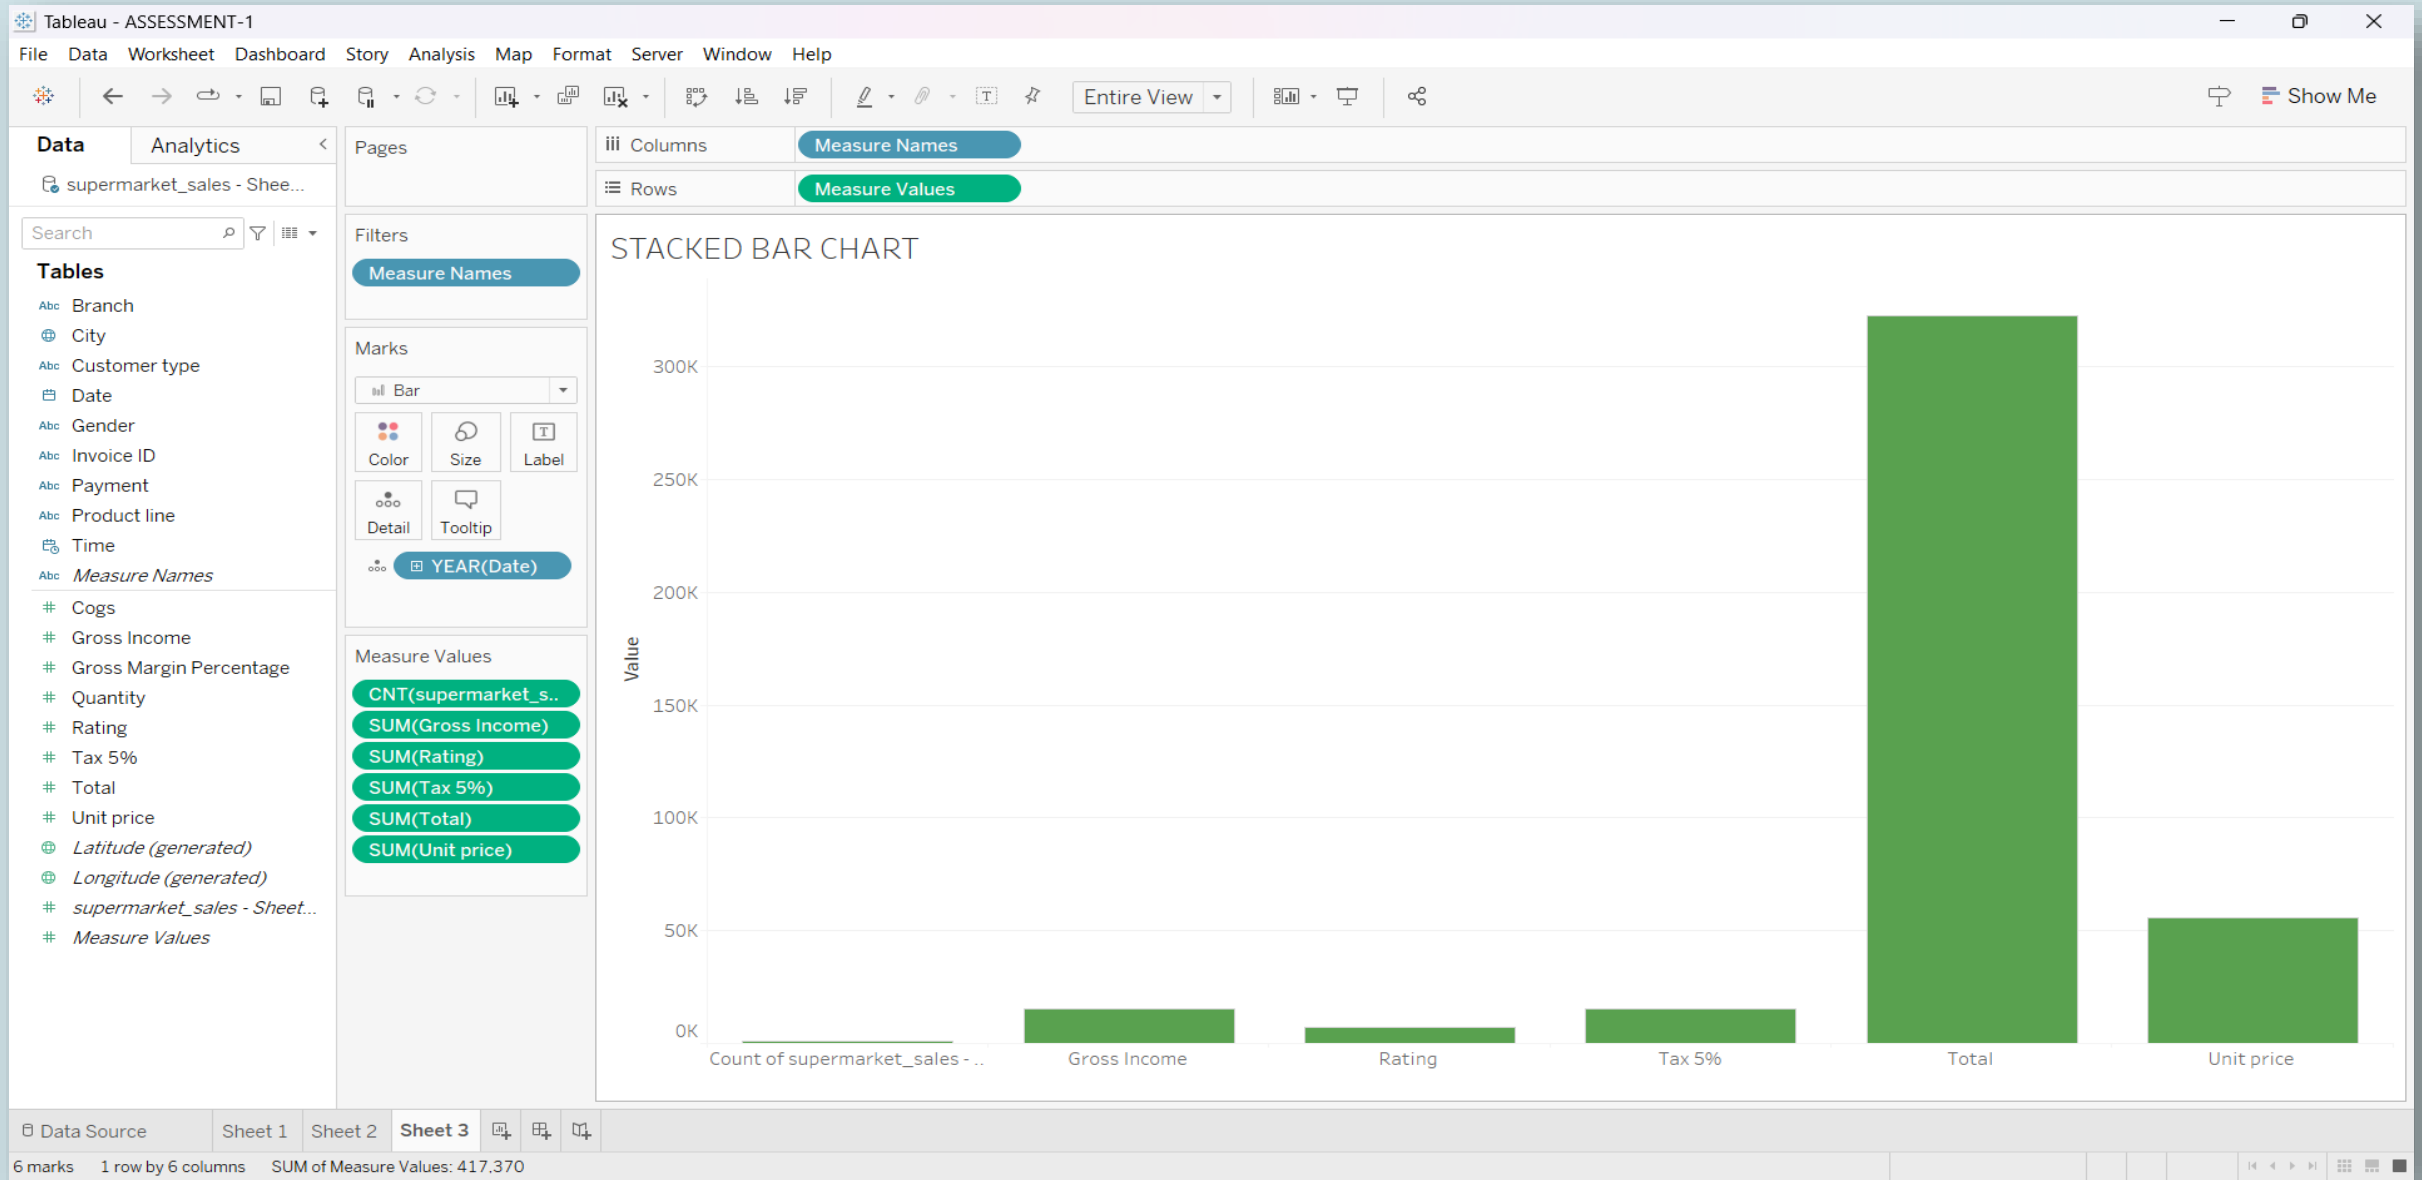 Tableau - ASSESSMENT-1
File Data Worksheet Dashboard Story Analysis Map Format Server Window Help
Entire View
Show Me
Data Analytics
supermarket_sales - Shee...
Search
Tables
Abc Branch
City
Abc Customer type
Date
Abc Gender
Abc Invoice ID
Abc Payment
Abc Product line
Time
Abc Measure Names
# Cogs
# Gross Income
# Gross Margin Percentage
# Quantity
# Rating
# Tax 5%
# Total
# Unit price
Latitude (generated)
Longitude (generated)
# supermarket_sales - Sheet...
# Measure Values
Pages
Filters
Measure Names
Marks
Bar
Color Size Label
Detail Tooltip
YEAR(Date)
Measure Values
CNT(supermarket_s..
SUM(Gross Income)
SUM(Rating)
SUM(Tax 5%)
SUM(Total)
SUM(Unit price)
Columns Measure Names
Rows Measure Values
STACKED BAR CHART
300K
250K
200K
150K
100K
50K
0K
Value
Count of supermarket_sales - .. Gross Income Rating Tax 5% Total Unit price
Data Source Sheet 1 Sheet 2 Sheet 3
6 marks 1 row by 6 columns SUM of Measure Values: 417,370